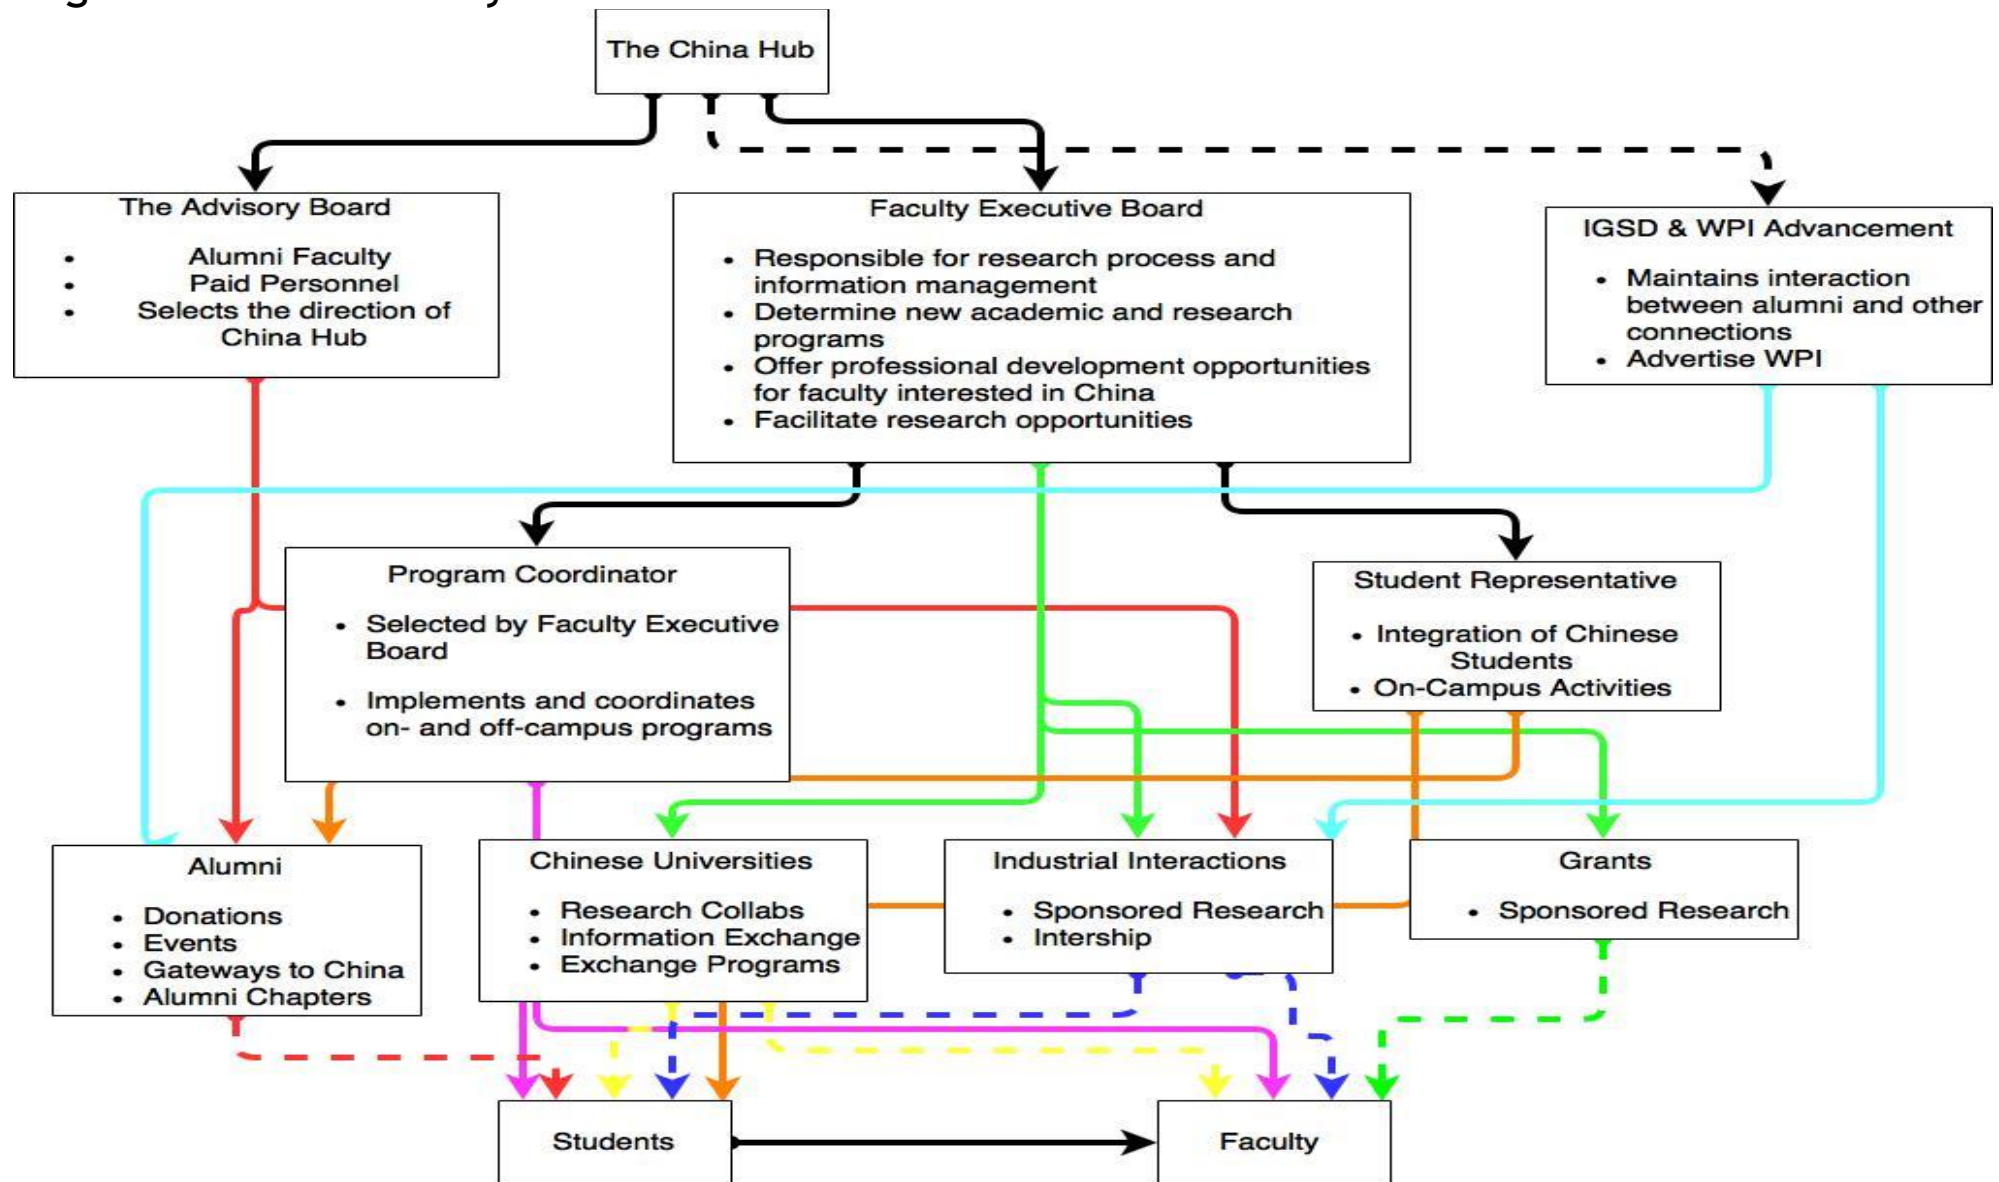 The China Hub
The Advisory Board
• Alumni Faculty
• Paid Personnel
• Selects the direction of
China Hub
Faculty Executive Board
• Responsible for research process and
information management
• Determine new academic and research
programs
• Offer professional development opportunities
for faculty interested in China
• Facilitate research opportunities
IGSD & WPI Advancement
• Maintains interaction
between alumni and other
connections
• Advertise WPI
Program Coordinator
• Selected by Faculty Executive
Board
• Implements and coordinates
on- and off-campus programs
Student Representative
• Integration of Chinese
Students
• On-Campus Activities
Alumni
• Donations
• Events
• Gateways to China
• Alumni Chapters
Chinese Universities
• Research Collabs
• Information Exchange
• Exchange Programs
Industrial Interactions
• Sponsored Research
• Intership
Grants
• Sponsored Research
Students
Faculty